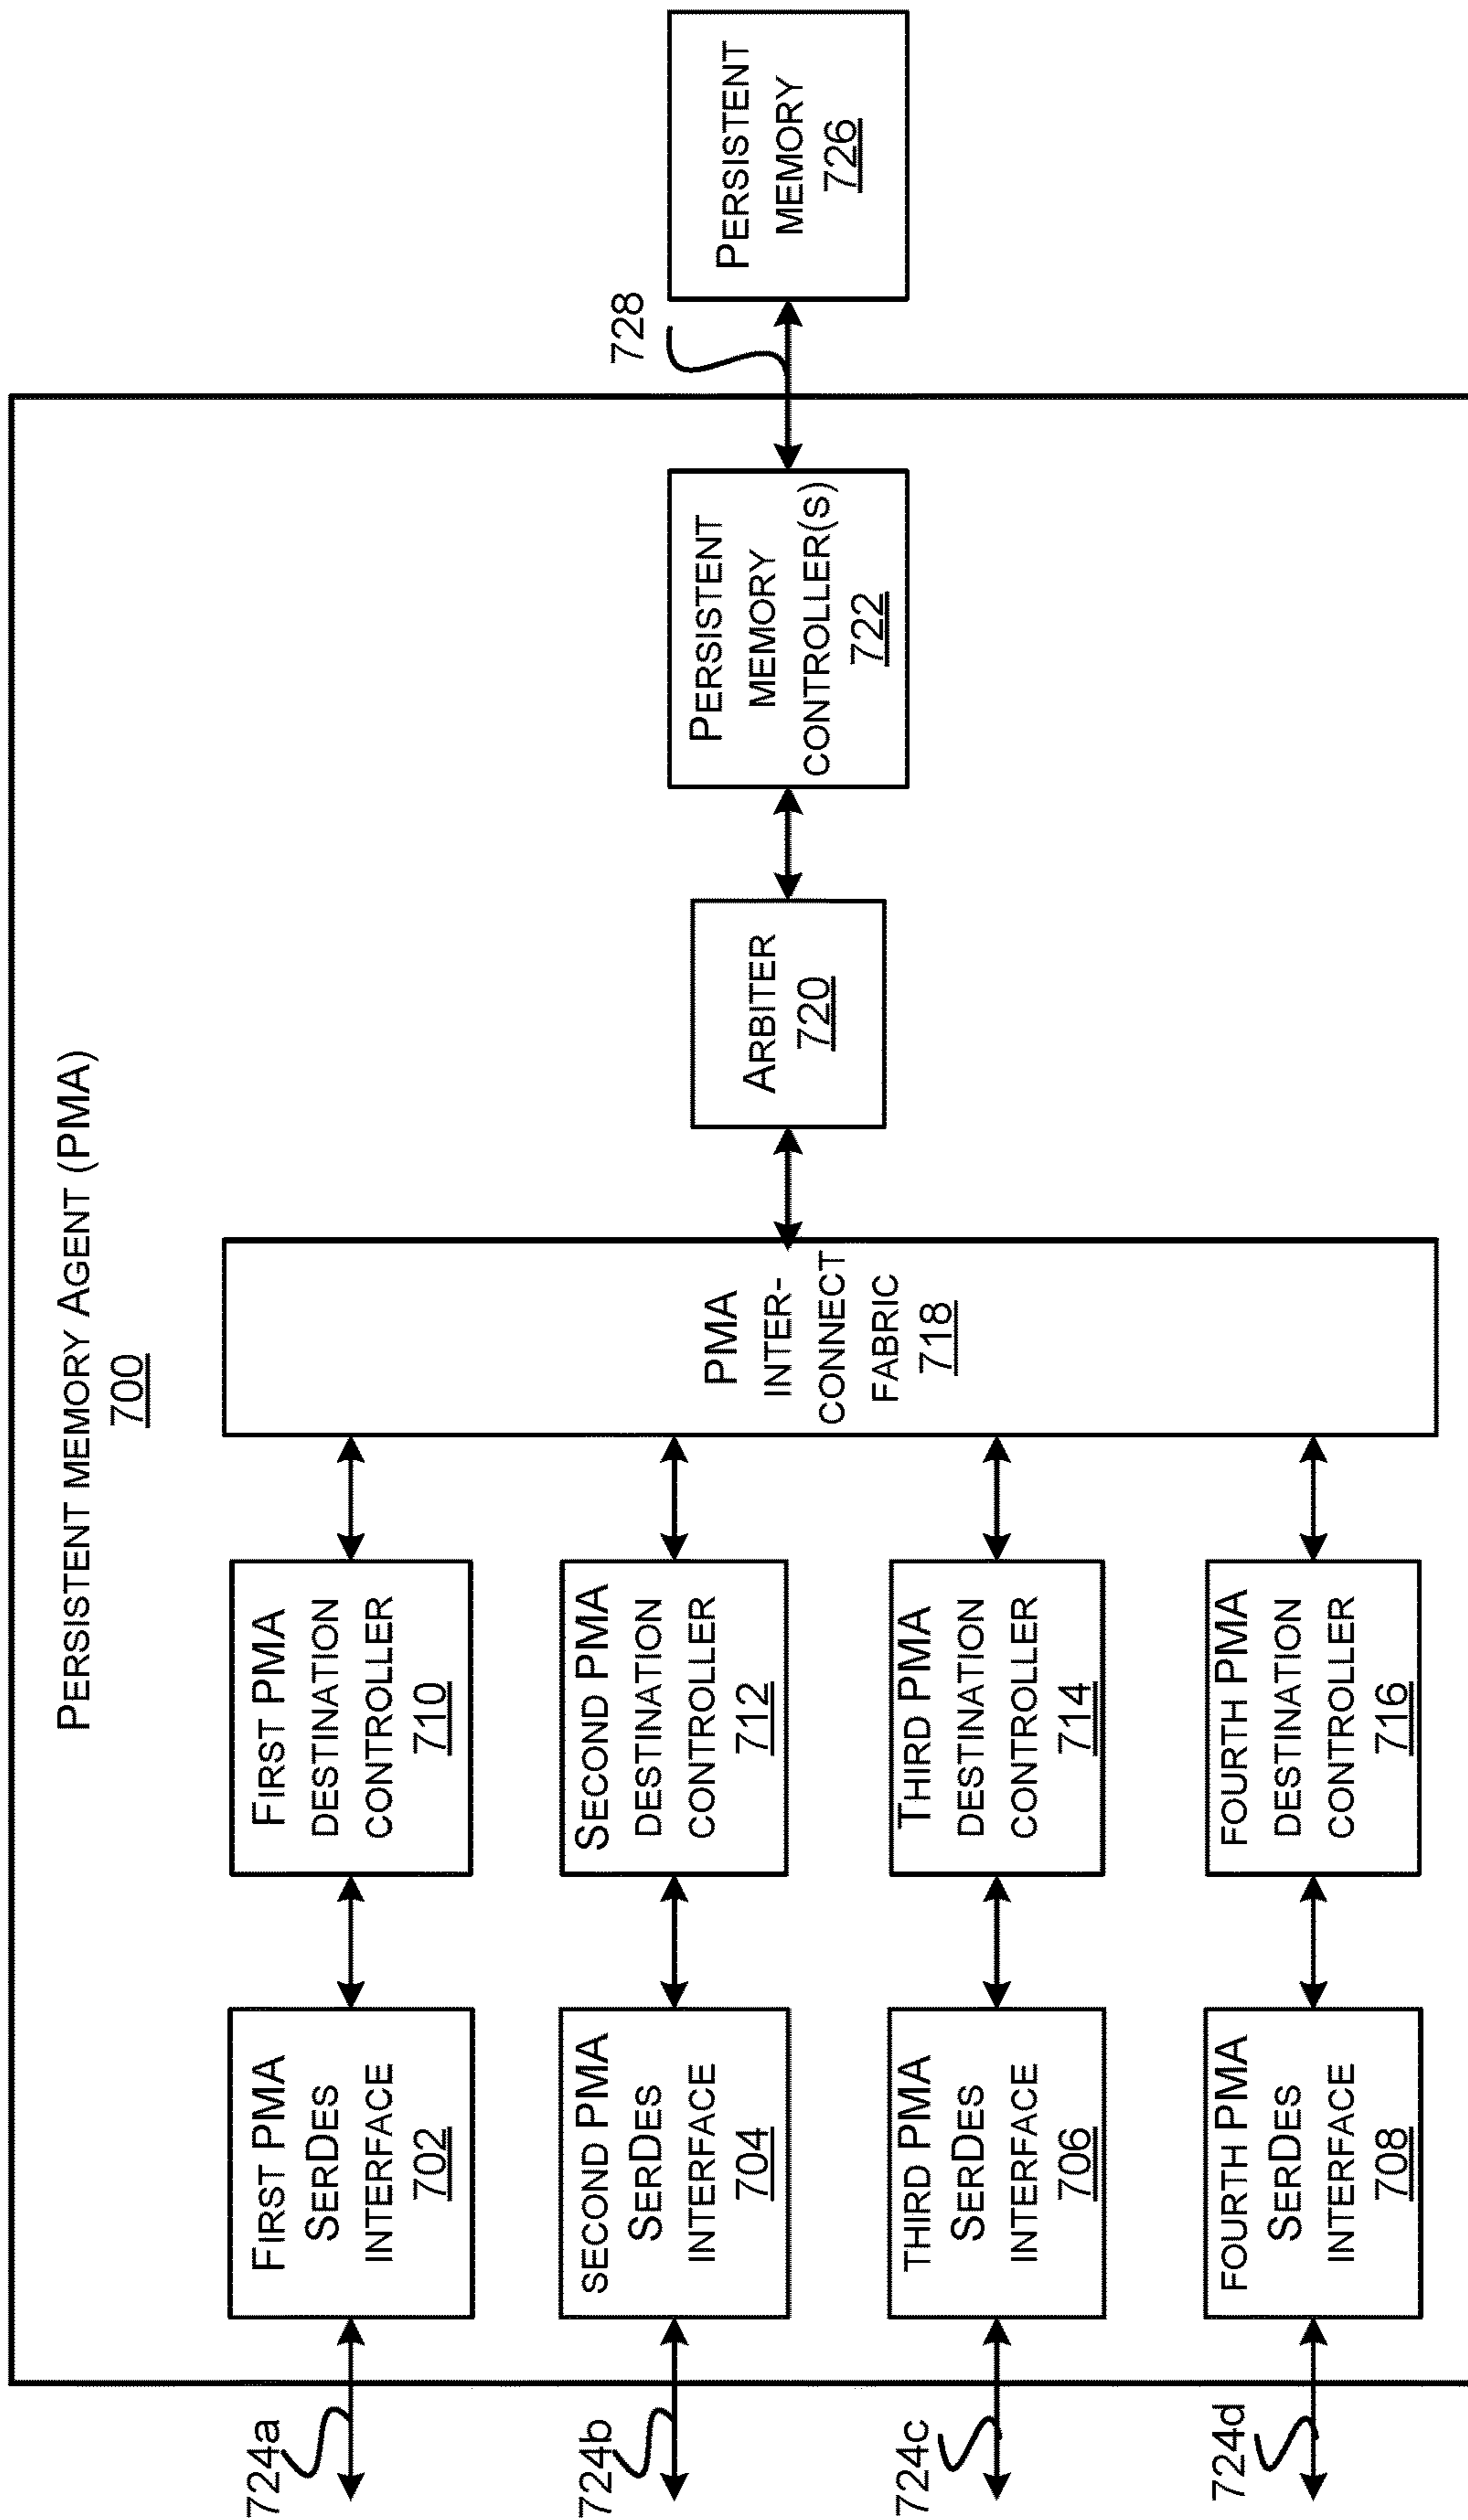 PERSISTENT MEMORY AGENT (PMA)
700
724a
FIRST PMA
SERDES
INTERFACE
702
FIRST PMA
DESTINATION
CONTROLLER
710
724b
SECOND PMA
SERDES
INTERFACE
704
SECOND PMA
DESTINATION
CONTROLLER
712
724c
THIRD PMA
SERDES
INTERFACE
706
THIRD PMA
DESTINATION
CONTROLLER
714
724d
FOURTH PMA
SERDES
INTERFACE
708
FOURTH PMA
DESTINATION
CONTROLLER
716
PMA
INTER-
CONNECT
FABRIC
718
ARBITER
720
PERSISTENT
MEMORY
CONTROLLER(S)
722
728
PERSISTENT
MEMORY
726